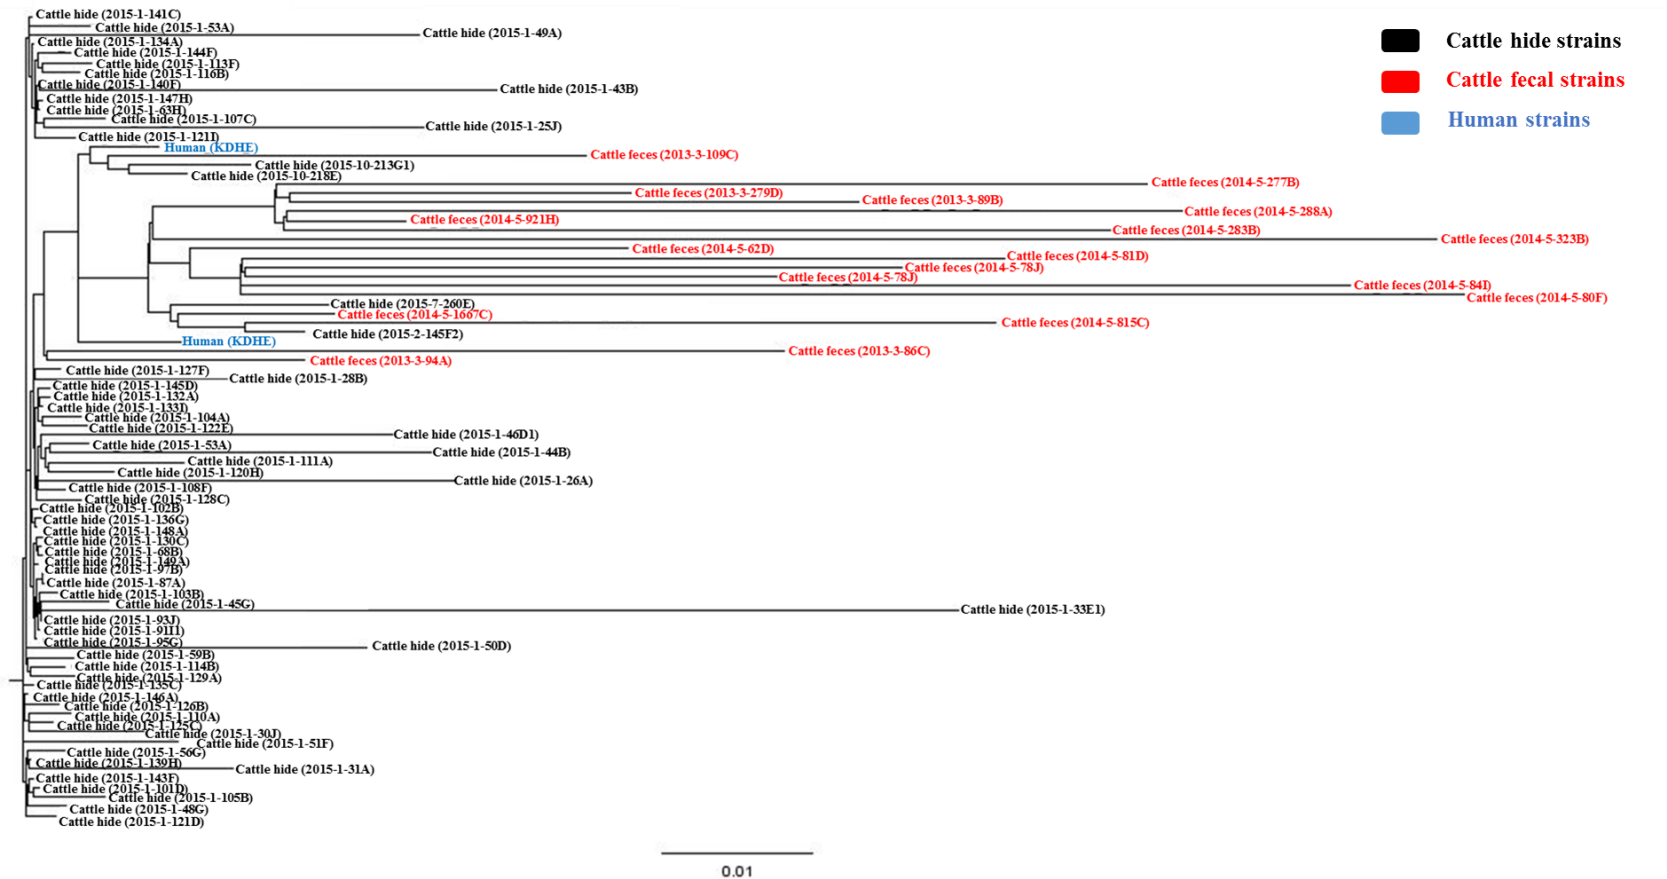 Cattle hide (2015-1-141C)
Cattle hide (2015-1-53A)
Cattle hide (2015-1-49A)
Cattle hide (2015-1-134A)
Cattle hide (2015-1-144F)
Cattle hide (2015-1-113F)
Cattle hide (2015-1-116B)
Cattle hide (2015-1-140F)
Cattle hide (2015-1-43B)
Cattle hide (2015-1-147H)
Cattle hide (2015-1-63H)
Cattle hide (2015-1-107C)
Cattle hide (2015-1-25J)
Cattle hide (2015-1-121I)
Human (KDHE)
Cattle feces (2013-3-109C)
Cattle hide (2015-10-213G1)
Cattle hide (2015-10-218E)
Cattle feces (2014-5-277B)
Cattle feces (2013-3-279D)
Cattle feces (2013-3-89B)
Cattle feces (2014-5-288A)
Cattle feces (2014-5-921H)
Cattle feces (2014-5-283B)
Cattle feces (2014-5-323B)
Cattle feces (2014-5-62D)
Cattle feces (2014-5-81D)
Cattle feces (2014-5-78J)
Cattle feces (2014-5-78J)
Cattle feces (2014-5-84I)
Cattle feces (2014-5-80F)
Cattle hide (2015-7-260E)
Cattle feces (2014-5-1667C)
Cattle feces (2014-5-815C)
Cattle hide (2015-2-145F2)
Human (KDHE)
Cattle feces (2013-3-86C)
Cattle feces (2013-3-94A)
Cattle hide (2015-1-127F)
Cattle hide (2015-1-28B)
Cattle hide (2015-1-145D)
Cattle hide (2015-1-132A)
Cattle hide (2015-1-133I)
Cattle hide (2015-1-104A)
Cattle hide (2015-1-122E)
Cattle hide (2015-1-46D1)
Cattle hide (2015-1-53A)
Cattle hide (2015-1-44B)
Cattle hide (2015-1-111A)
Cattle hide (2015-1-120H)
Cattle hide (2015-1-26A)
Cattle hide (2015-1-108F)
Cattle hide (2015-1-128C)
Cattle hide (2015-1-102B)
Cattle hide (2015-1-136G)
Cattle hide (2015-1-148A)
Cattle hide (2015-1-130C)
Cattle hide (2015-1-68B)
Cattle hide (2015-1-149A)
Cattle hide (2015-1-97B)
Cattle hide (2015-1-87A)
Cattle hide (2015-1-103B)
Cattle hide (2015-1-45G)
Cattle hide (2015-1-33E1)
Cattle hide (2015-1-93J)
Cattle hide (2015-1-91I1)
Cattle hide (2015-1-95G)
Cattle hide (2015-1-50D)
Cattle hide (2015-1-59B)
Cattle hide (2015-1-114B)
Cattle hide (2015-1-129A)
Cattle hide (2015-1-135C)
Cattle hide (2015-1-146A)
Cattle hide (2015-1-126B)
Cattle hide (2015-1-110A)
Cattle hide (2015-1-125C)
Cattle hide (2015-1-30J)
Cattle hide (2015-1-51F)
Cattle hide (2015-1-56G)
Cattle hide (2015-1-139H)
Cattle hide (2015-1-31A)
Cattle hide (2015-1-143F)
Cattle hide (2015-1-101D)
Cattle hide (2015-1-105B)
Cattle hide (2015-1-48G)
Cattle hide (2015-1-121D)
0.01
Cattle hide strains
Cattle fecal strains
Human strains